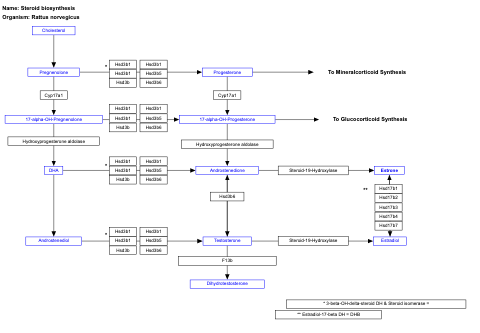 Name: Steroid biosynthesis
Organism: Rattus norvegicus
Cholesterol
* Hsd3b1 Hsd3b1
Pregnenolone Hsd3b1 Hsd3b5 Progesterone To Mineralcorticoid Synthesis
Hsd3b Hsd3b6
Cyp17a1 Cyp17a1
Hsd3b1 Hsd3b1
17-alpha-OH-Pregnenolone Hsd3b1 Hsd3b5 17-alpha-OH-Progesterone To Glucocorticoid Synthesis
Hsd3b Hsd3b6
Hydroxyprogesterone aldolase Hydroxyprogesterone aldolase
* Hsd3b1 Hsd3b1
DHA Hsd3b1 Hsd3b5 Androstenedione Steroid-19-Hydroxylase Estrone
Hsd3b Hsd3b6
** Hsd17b1
Hsd17b2
Hsd3b6
Hsd17b3
Hsd17b4
Hsd17b7
* Hsd3b1 Hsd3b1
Androstenediol Hsd3b1 Hsd3b5 Testosterone Steroid-19-Hydroxylase Estradiol
Hsd3b Hsd3b6
F13b
Dihydrotestosterone
* 3-beta-OH-delta-steroid DH & Steroid isomerase =
** Estradiol-17-beta DH = DHB